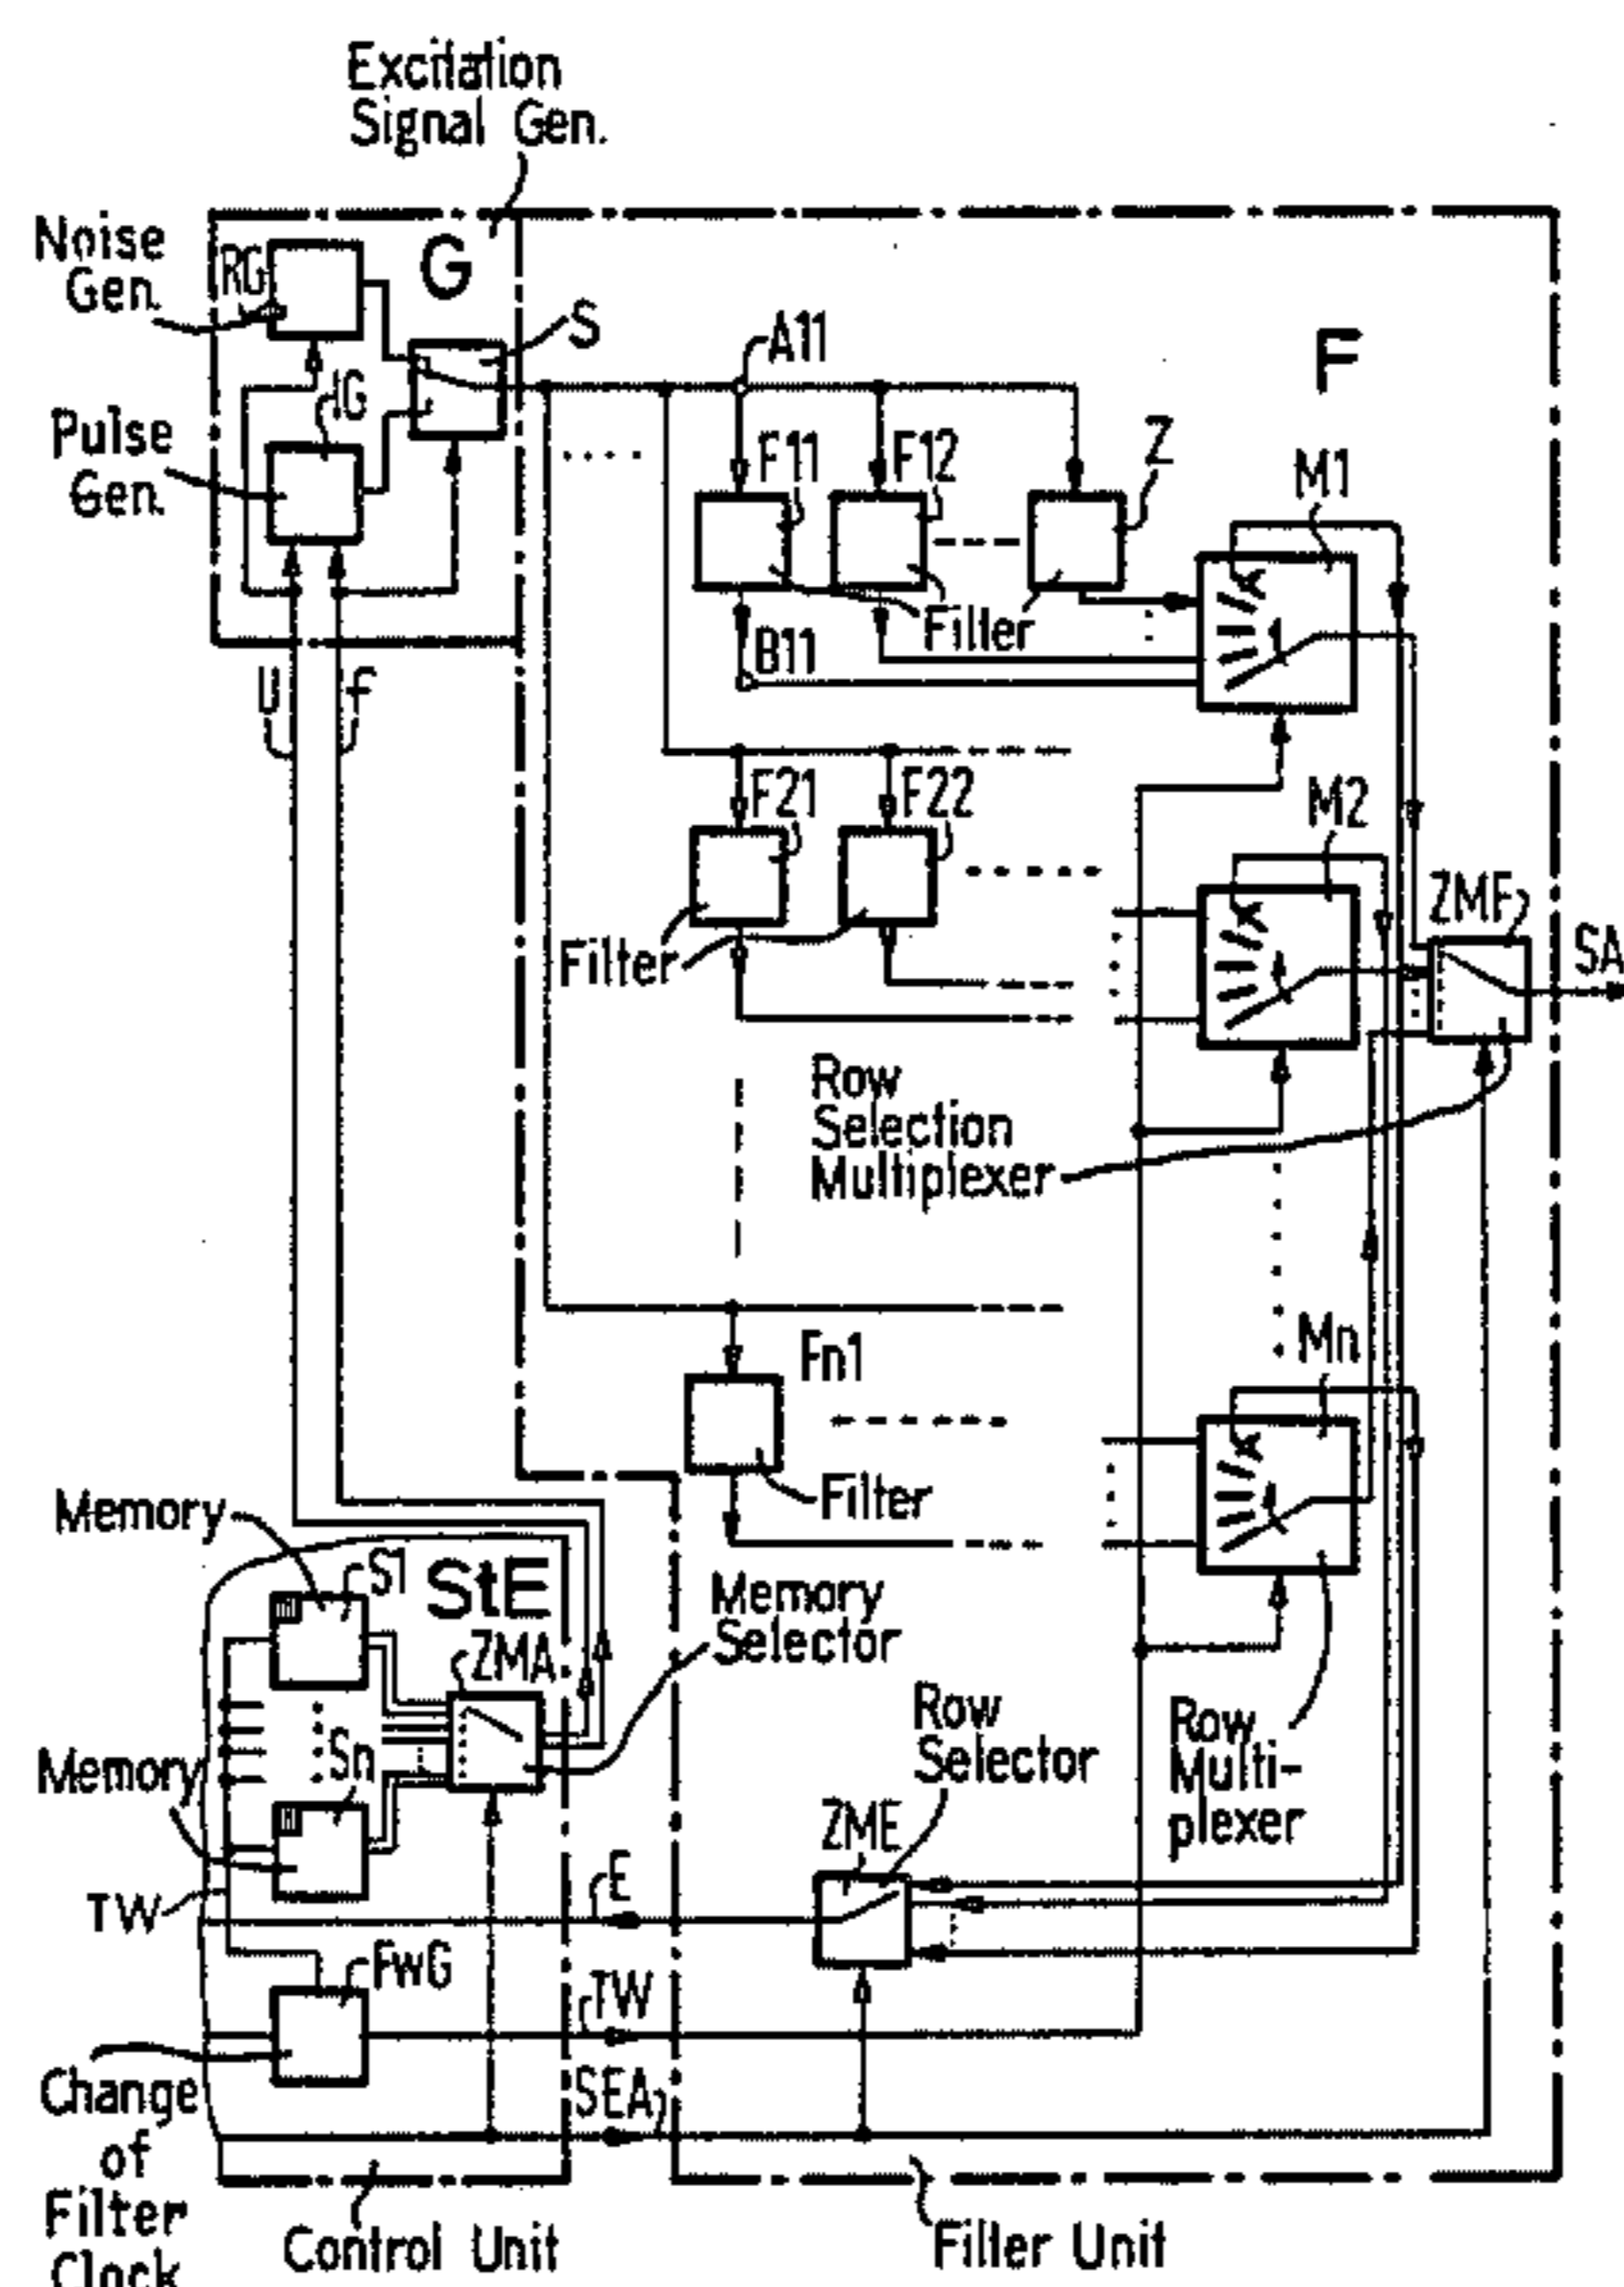 Excitation
Signal Gen.
Noise
Gen.
RG
G
S
A11
F
IG
Pulse
Gen.
F11
F12
Z
M1
Filter
B11
U
f
F21
F22
M2
ZMF
SA
Filter
Row
Selection
Multiplexer
Fn1
Mn
Filter
Memory
S1
StE
Memory
Selector
ZMA
Row
Selector
Row
Multi-
plexer
Memory
Sn
ZME
TW
E
FwG
TW
Change
of
Filter
Clock
SEA
Control Unit
Filter Unit